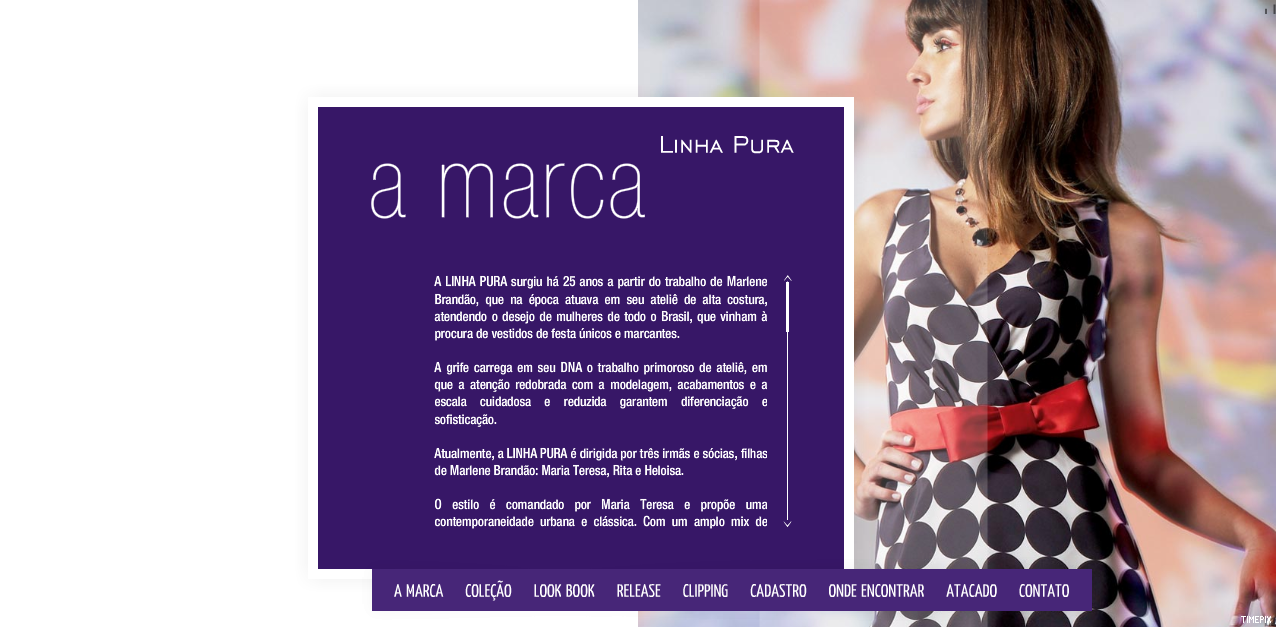 LINHA PURA
a marca
A LINHA PURA surgiu há 25 anos a partir do trabalho de Marlene
Brandão, que na época atuava em seu ateliê de alta costura,
atendendo o desejo de mulheres de todo o Brasil, que vinham à
procura de vestidos de festa únicos e marcantes.
A grife carrega em seu DNA o trabalho primoroso de ateliê, em
que a atenção redobrada com a modelagem, acabamentos e a
escala cuidadosa e reduzida garantem diferenciação e
sofisticação.
Atualmente, a LINHA PURA é dirigida por três irmãs e sócias, filhas
de Marlene Brandão: Maria Teresa, Rita e Heloisa.
O estilo é comandado por Maria Teresa e propõe uma
contemporaneidade urbana e clássica. Com um amplo mix de
A MARCA COLEÇÃO LOOK BOOK RELEASE CLIPPING CADASTRO ONDE ENCONTRAR ATACADO CONTATO
TIMEPIX